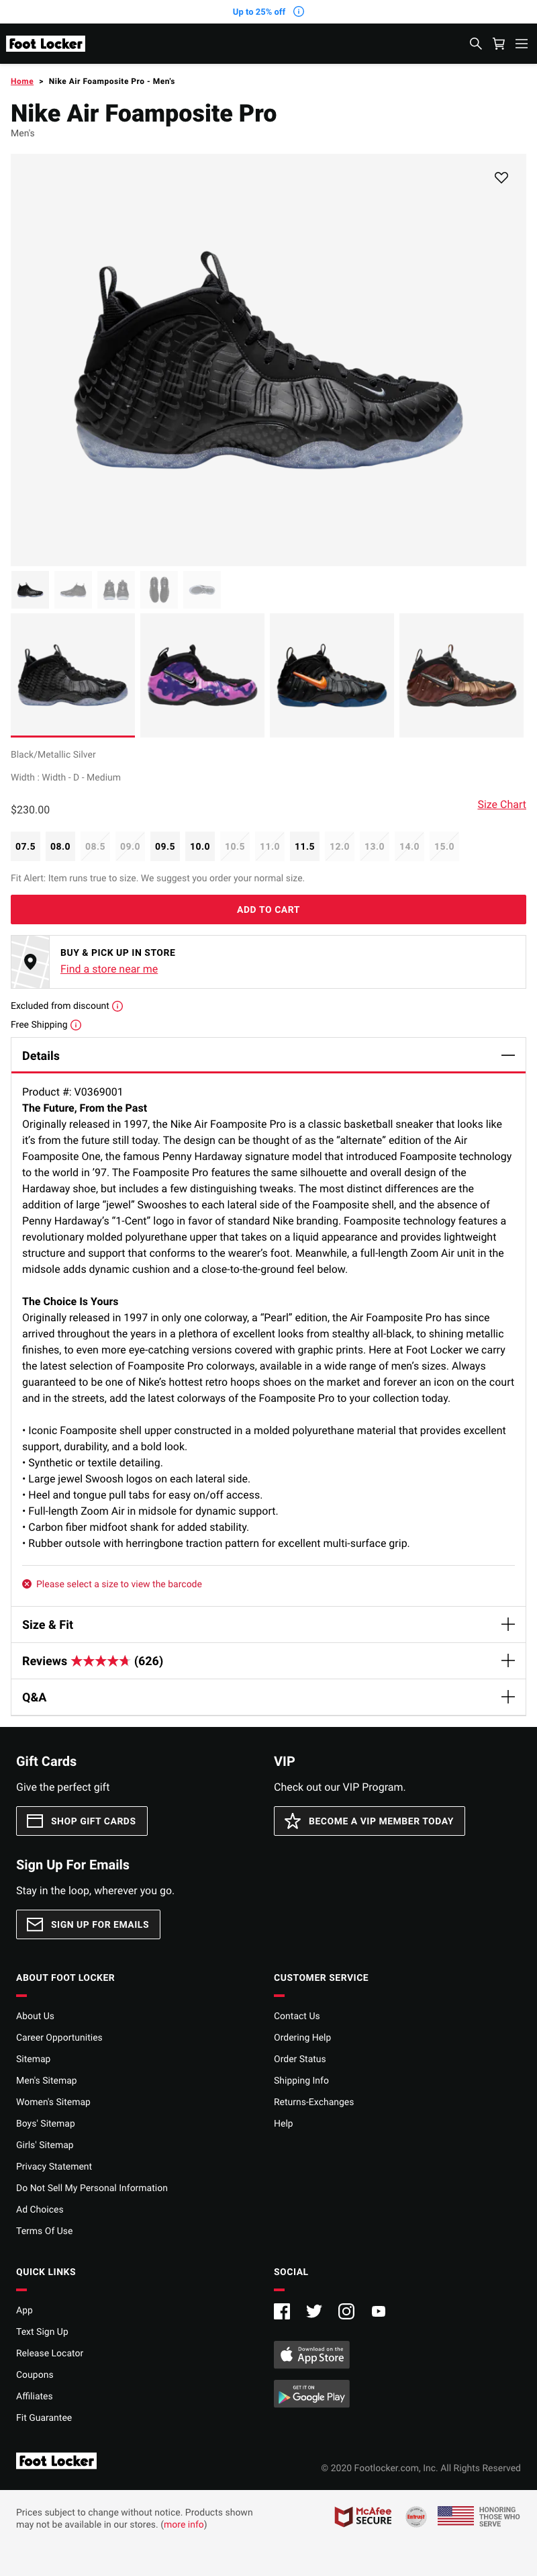 Up to 25% off
Foot Locker
Home > Nike Air Foamposite Pro - Men's
Nike Air Foamposite Pro
Men's
Black/Metallic Silver
Width : Width - D - Medium
$230.00
Size Chart
07.5 08.0 08.5 09.0 09.5 10.0 10.5 11.0 11.5 12.0 13.0 14.0 15.0
Fit Alert: Item runs true to size. We suggest you order your normal size.
ADD TO CART
BUY & PICK UP IN STORE
Find a store near me
Excluded from discount
Free Shipping
Details
Product #: V0369001
The Future, From the Past
Originally released in 1997, the Nike Air Foamposite Pro is a classic basketball sneaker that looks like
it's from the future still today. The design can be thought of as the “alternate” edition of the Air
Foamposite One, the famous Penny Hardaway signature model that introduced Foamposite technology
to the world in ’97. The Foamposite Pro features the same silhouette and overall design of the
Hardaway shoe, but includes a few distinguishing tweaks. The most distinct differences are the
addition of large “jewel” Swooshes to each lateral side of the Foamposite shell, and the absence of
Penny Hardaway’s “1-Cent” logo in favor of standard Nike branding. Foamposite technology features a
revolutionary molded polyurethane upper that takes on a liquid appearance and provides lightweight
structure and support that conforms to the wearer’s foot. Meanwhile, a full-length Zoom Air unit in the
midsole adds dynamic cushion and a close-to-the-ground feel below.
The Choice Is Yours
Originally released in 1997 in only one colorway, a “Pearl” edition, the Air Foamposite Pro has since
arrived throughout the years in a plethora of excellent looks from stealthy all-black, to shining metallic
finishes, to even more eye-catching versions covered with graphic prints. Here at Foot Locker we carry
the latest selection of Foamposite Pro colorways, available in a wide range of men’s sizes. Always
guaranteed to be one of Nike’s hottest retro hoops shoes on the market and forever an icon on the court
and in the streets, add the latest colorways of the Foamposite Pro to your collection today.
• Iconic Foamposite shell upper constructed in a molded polyurethane material that provides excellent
support, durability, and a bold look.
• Synthetic or textile detailing.
• Large jewel Swoosh logos on each lateral side.
• Heel and tongue pull tabs for easy on/off access.
• Full-length Zoom Air in midsole for dynamic support.
• Carbon fiber midfoot shank for added stability.
• Rubber outsole with herringbone traction pattern for excellent multi-surface grip.
Please select a size to view the barcode
Size & Fit
Reviews (626)
Q&A
Gift Cards
Give the perfect gift
SHOP GIFT CARDS
VIP
Check out our VIP Program.
BECOME A VIP MEMBER TODAY
Sign Up For Emails
Stay in the loop, wherever you go.
SIGN UP FOR EMAILS
ABOUT FOOT LOCKER
About Us
Career Opportunities
Sitemap
Men's Sitemap
Women's Sitemap
Boys' Sitemap
Girls' Sitemap
Privacy Statement
Do Not Sell My Personal Information
Ad Choices
Terms Of Use
CUSTOMER SERVICE
Contact Us
Ordering Help
Order Status
Shipping Info
Returns-Exchanges
Help
QUICK LINKS
App
Text Sign Up
Release Locator
Coupons
Affiliates
Fit Guarantee
SOCIAL
Download on the
App Store
GET IT ON
Google Play
Foot Locker
© 2020 Footlocker.com, Inc. All Rights Reserved
Prices subject to change without notice. Products shown
may not be available in our stores. (more info)
McAfee
SECURE
Entrust
HONORING
THOSE WHO
SERVE